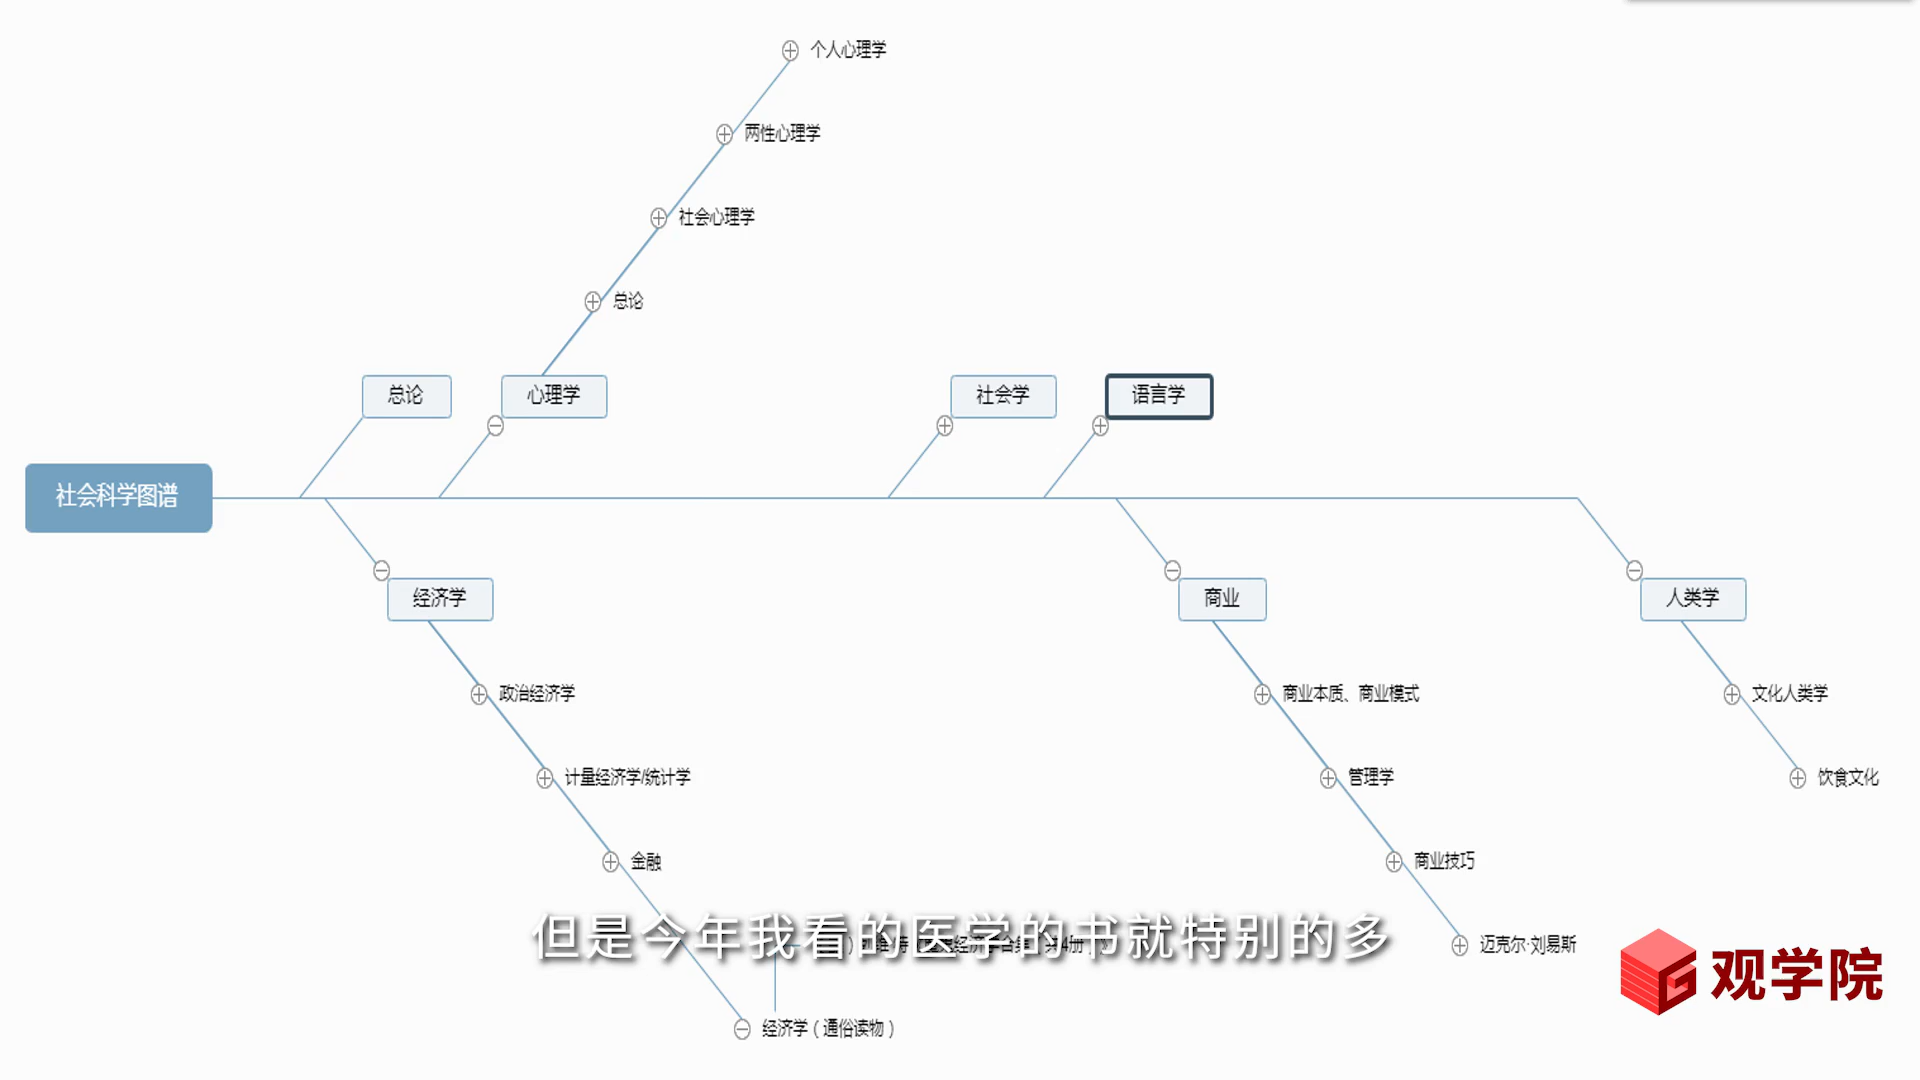 个人心理学
两性心理学
社会心理学
总论
总论
心理学
社会学
语言学
社会科学图谱
经济学
商业
人类学
政治经济学
商业本质、商业模式
文化人类学
计量经济学/统计学
管理学
饮食文化
金融
商业技巧
但是今年我看的医学的书就特别的多
迈克尔·刘易斯
观学院
经济学（通俗读物）